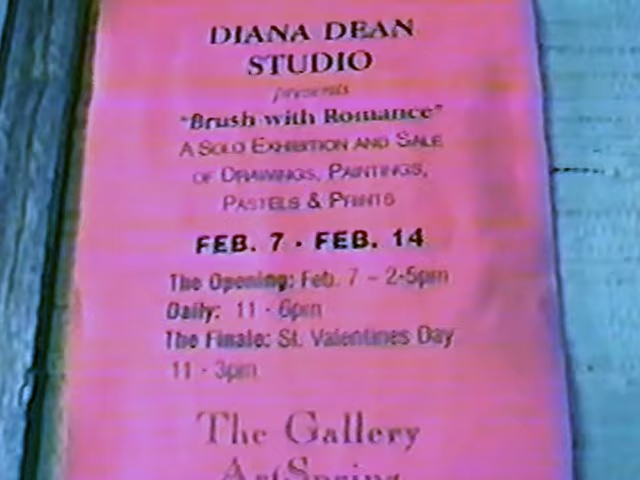 DIANA DEAN
STUDIO
presents
"Brush with Romance"
A SOLO EXHIBITION AND SALE
OF DRAWINGS, PAINTINGS,
PASTELS & PRINTS
FEB. 7 - FEB. 14
The Opening: Feb. 7 - 2-5pm
Daily: 11 - 6pm
The Finale: St. Valentines Day
11 - 3pm
The Gallery
ArtSpring